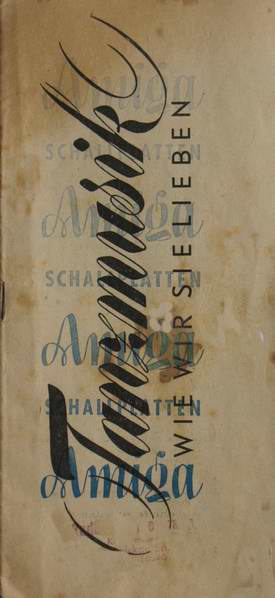 Amiga
SCHALLPLATTEN
Amiga
SCHALLPLATTEN
Amiga
SCHALLPLATTEN
Amiga
Tanzmusik
WIE WIR SIE LIEBEN